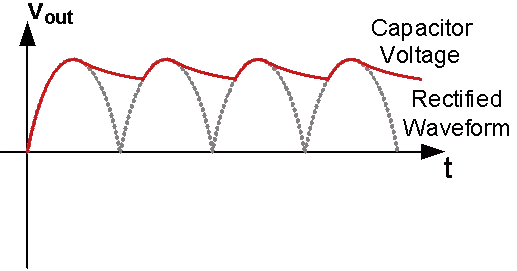 Vout
Capacitor
Voltage
Rectified
Waveform
t